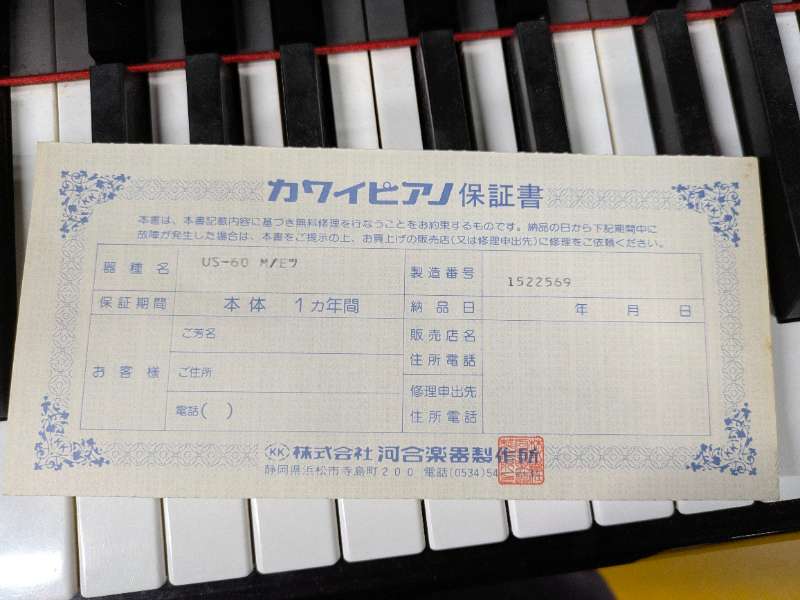 カワイピアノ 保証書
本書は、本書記載内容に基づき無料修理を行なうことをお約束するものです。納品の日から下記期間中に
故障が発生した場合は、本書をご提示の上、お買上げの販売店(又は修理申出先)に修理をご依頼ください。
器種名 US-60 M/Eツ 製造番号 1522569
保証期間 本体 1ヵ年間 納品日 年 月 日
お客様 ご芳名 販売店名
住所電話
ご住所
修理申出先
電話( ) 住所電話
KK 株式会社 河合楽器製作所
静岡県浜松市寺島町200 電話(0534)54